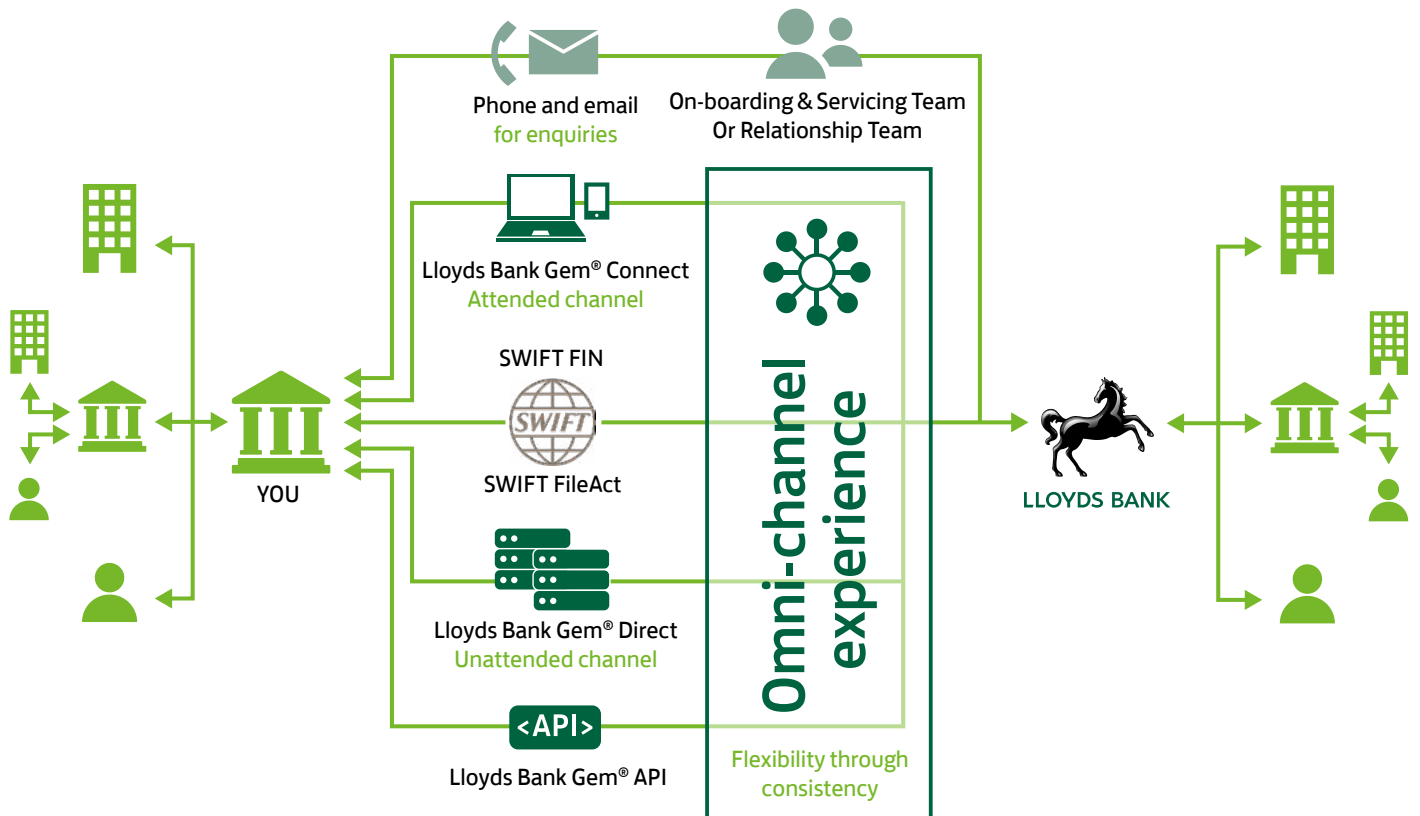 Phone and email
for enquiries
On-boarding & Servicing Team
Or Relationship Team
Lloyds Bank Gem® Connect
Attended channel
SWIFT FIN
SWIFT
SWIFT FileAct
YOU
Lloyds Bank Gem® Direct
Unattended channel
<API>
Lloyds Bank Gem® API
Omni-channel
experience
Flexibility through
consistency
LLOYDS BANK